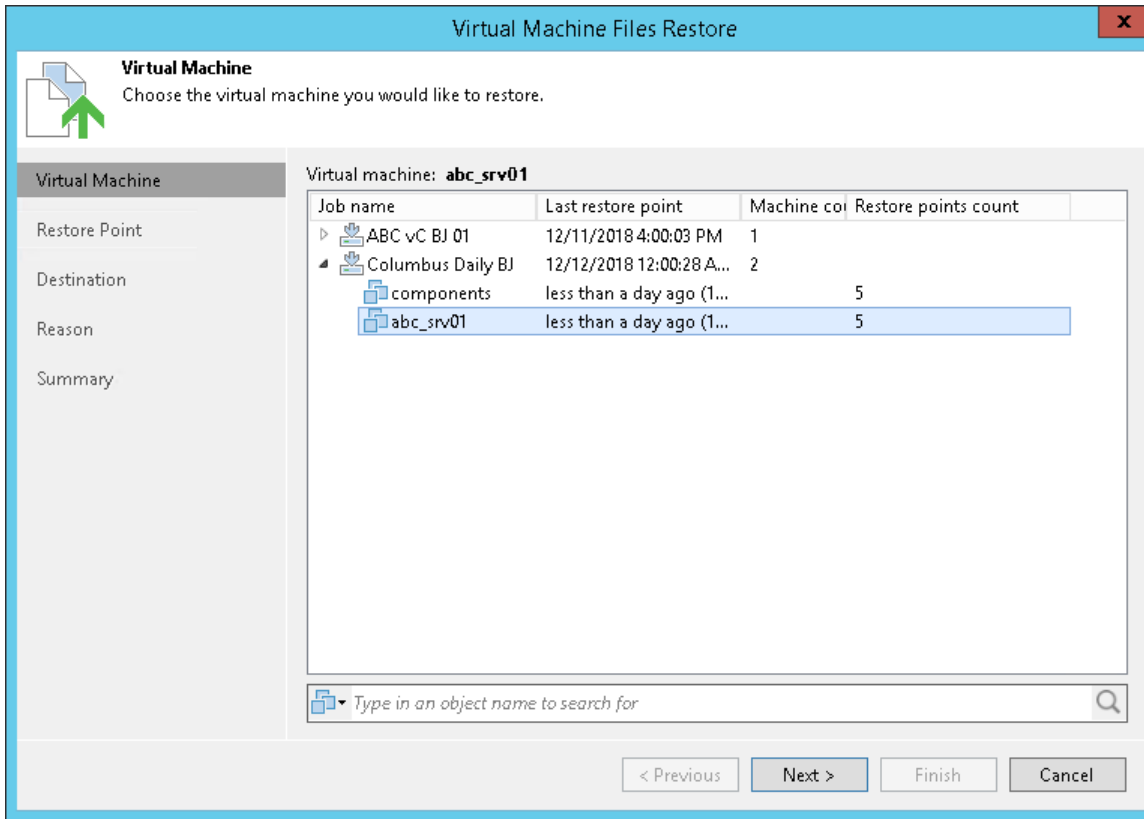 Virtual Machine Files Restore
x
Virtual Machine
Choose the virtual machine you would like to restore.
Virtual Machine
Restore Point
Destination
Reason
Summary
Virtual machine: abc_srv01
Job name Last restore point Machine co Restore points count
ABC vC BJ 01 12/11/2018 4:00:03 PM 1
Columbus Daily BJ 12/12/2018 12:00:28 A... 2
components less than a day ago (1... 5
abc_srv01 less than a day ago (1... 5
Type in an object name to search for
< Previous Next > Finish Cancel